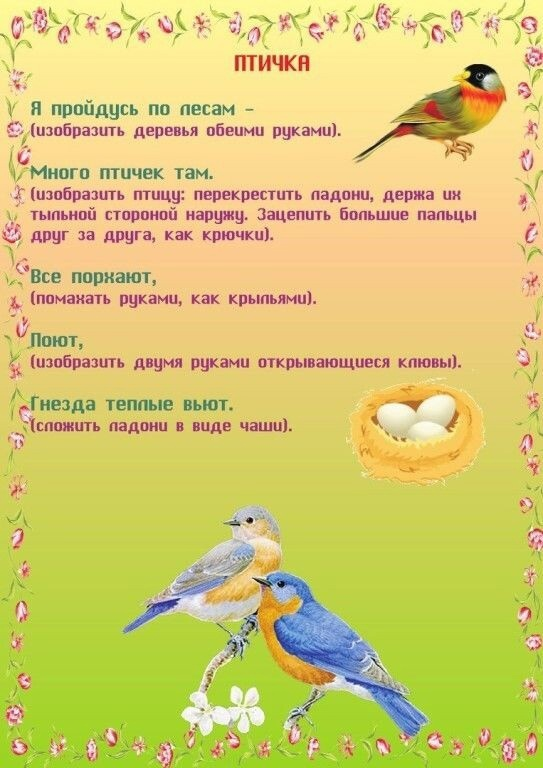 ПТИЧКА
Я пройдусь по лесам –
(изобразить деревья обеими руками).
Много птичек там.
(изобразить птицу: перекрестить ладони, держа их
тыльной стороной наружу. Зацепить большие пальцы
друг за друга, как крючки).
Все порхают,
(помахать руками, как крыльями).
Поют,
(изобразить двумя руками открывающиеся клювы).
Гнезда теплые вьют.
(сложить ладони в виде чаши).